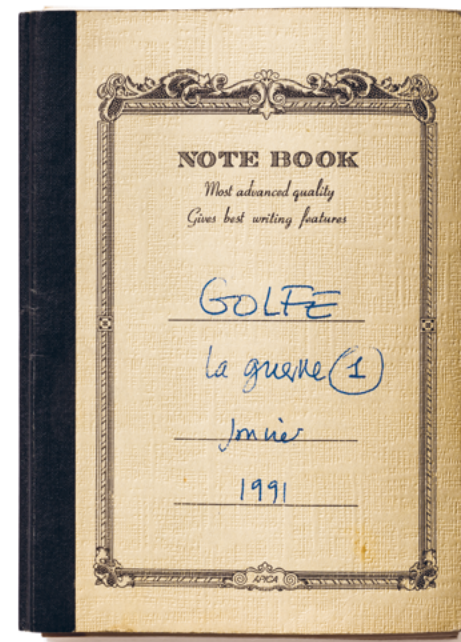 NOTE BOOK
Most advanced quality
Gives best writing features
GOLFE
la guerre (1)
Janvier
1991
APICA